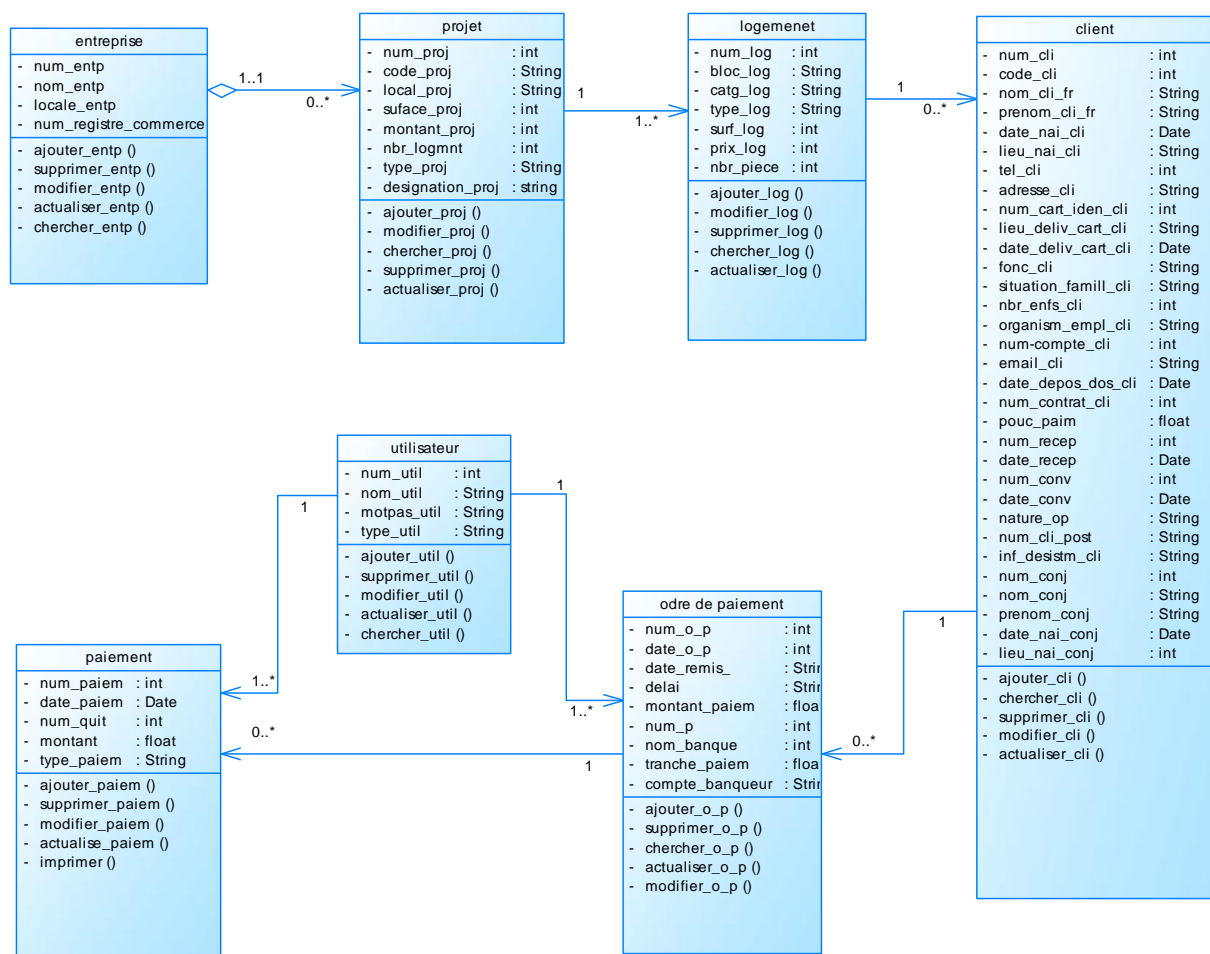 entreprise
- num_entp
- nom_entp
- locale_entp
- num_registre_commerce
- ajouter_entp ()
- supprimer_entp ()
- modifier_entp ()
- actualiser_entp ()
- chercher_entp ()
1..1
0..*
projet
- num_proj : int
- code_proj : String
- local_proj : String
- suface_proj : int
- montant_proj : int
- nbr_logmnt : int
- type_proj : String
- designation_proj : string
- ajouter_proj ()
- modifier_proj ()
- chercher_proj ()
- supprimer_proj ()
- actualiser_proj ()
1
1..*
logemenet
- num_log : int
- bloc_log : String
- catg_log : String
- type_log : String
- surf_log : int
- prix_log : int
- nbr_piece : int
- ajouter_log ()
- modifier_log ()
- supprimer_log ()
- chercher_log ()
- actualiser_log ()
1
0..*
client
- num_cli : int
- code_cli : int
- nom_cli_fr : String
- prenom_cli_fr : String
- date_nai_cli : Date
- lieu_nai_cli : String
- tel_cli : int
- adresse_cli : String
- num_cart_iden_cli : int
- lieu_deliv_cart_cli : String
- date_deliv_cart_cli : Date
- fonc_cli : String
- situation_famill_cli : String
- nbr_enfs_cli : int
- organism_empl_cli : String
- num-compte_cli : int
- email_cli : String
- date_depos_dos_cli : Date
- num_contrat_cli : int
- pouc_paim : float
- num_recep : int
- date_recep : Date
- num_conv : int
- date_conv : Date
- nature_op : String
- num_cli_post : String
- inf_desistm_cli : String
- num_conj : int
- nom_conj : String
- prenom_conj : String
- date_nai_conj : Date
- lieu_nai_conj : int
- ajouter_cli ()
- chercher_cli ()
- supprimer_cli ()
- modifier_cli ()
- actualiser_cli ()
utilisateur
- num_util : int
- nom_util : String
- motpas_util : String
- type_util : String
- ajouter_util ()
- supprimer_util ()
- modifier_util ()
- actualiser_util ()
- chercher_util ()
1
1..*
1
1..*
odre de paiement
- num_o_p : int
- date_o_p : int
- date_remis_ : Strir
- delai : Strir
- montant_paiem : floa
- num_p : int
- nom_banque : int
- tranche_paiem : floa
- compte_banqueur : Strir
- ajouter_o_p ()
- supprimer_o_p ()
- chercher_o_p ()
- actualiser_o_p ()
- modifier_o_p ()
1
0..*
1
0..*
paiement
- num_paiem : int
- date_paiem : Date
- num_quit : int
- montant : float
- type_paiem : String
- ajouter_paiem ()
- supprimer_paiem ()
- modifier_paiem ()
- actualise_paiem ()
- imprimer ()